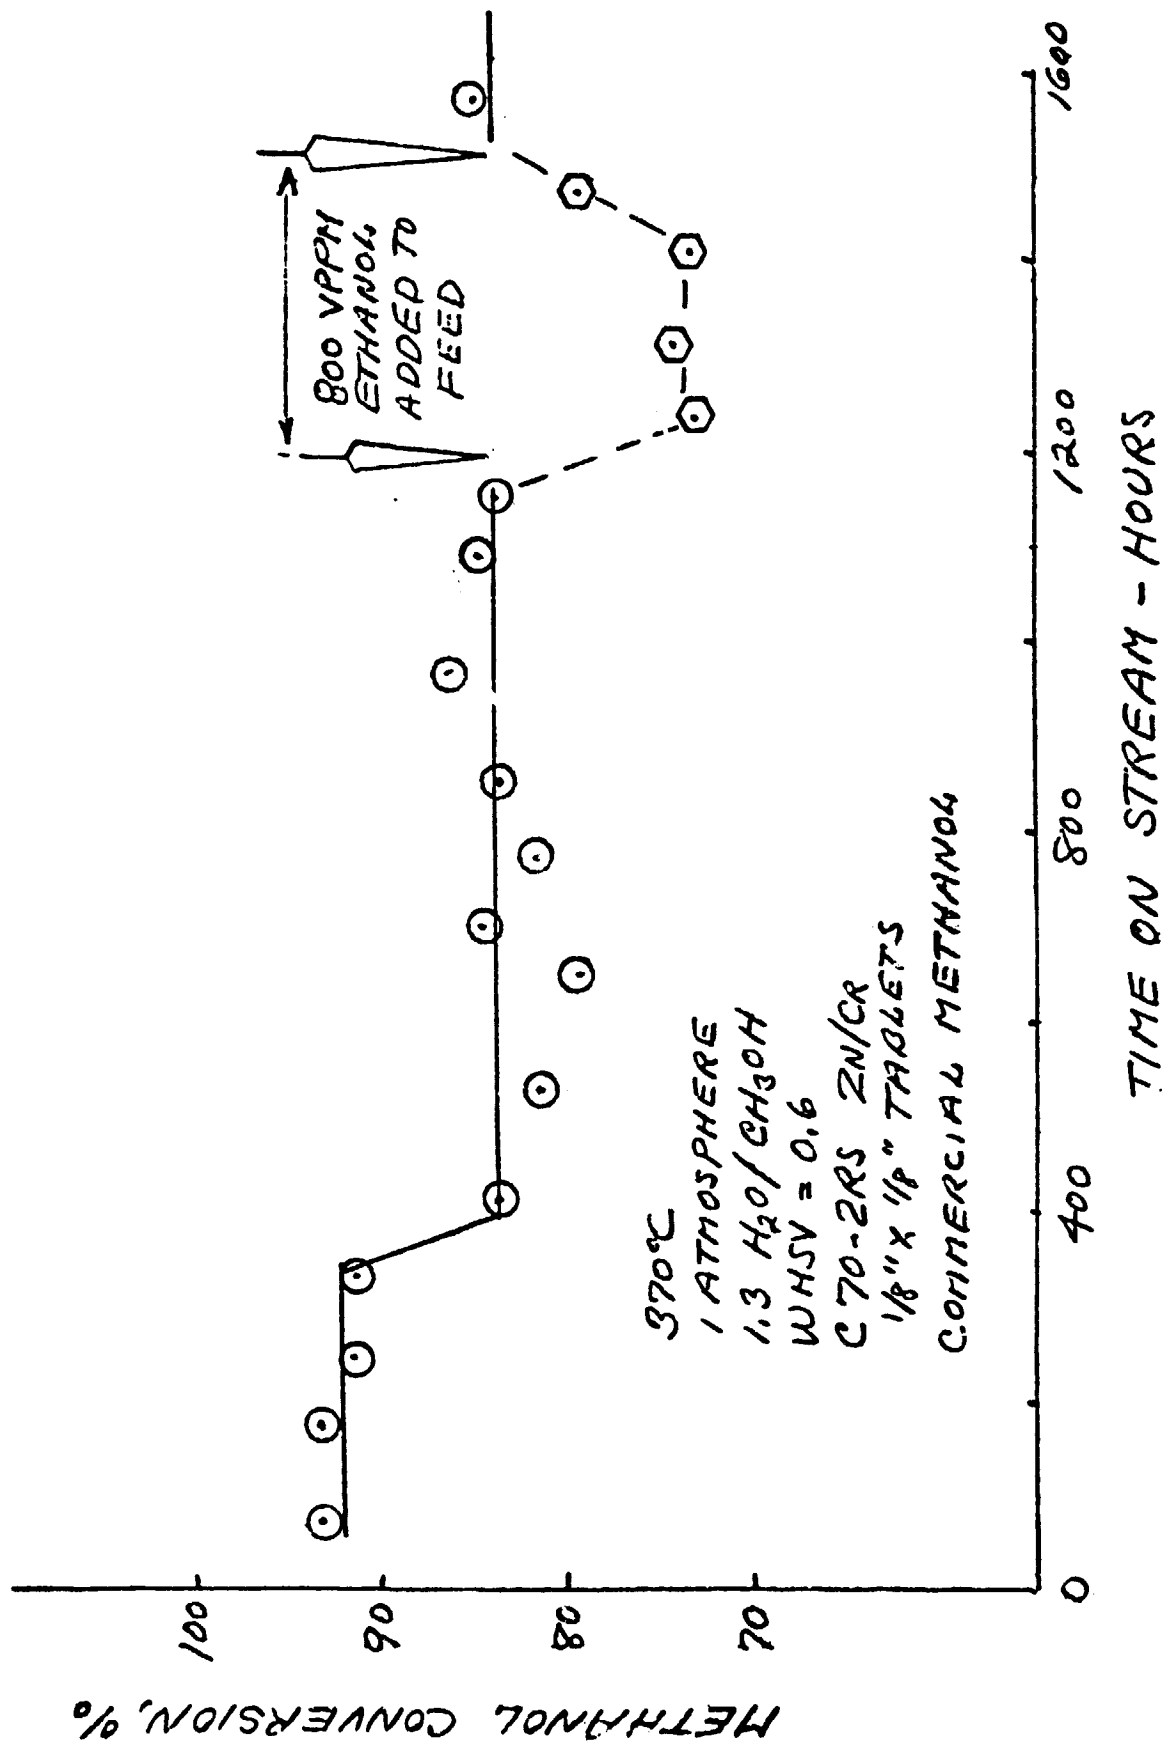 METHANOL CONVERSION, %
100
90
80
70
800 VPPM
ETHANOL
ADDED TO
FEED
370°C
1 ATMOSPHERE
1.3 H₂O/CH₃OH
WHSV = 0.6
C70-2RS ZN/CR
1/8" X 1/8" TABLETS
COMMERCIAL METHANOL
0
400
800
1200
1600
TIME ON STREAM - HOURS